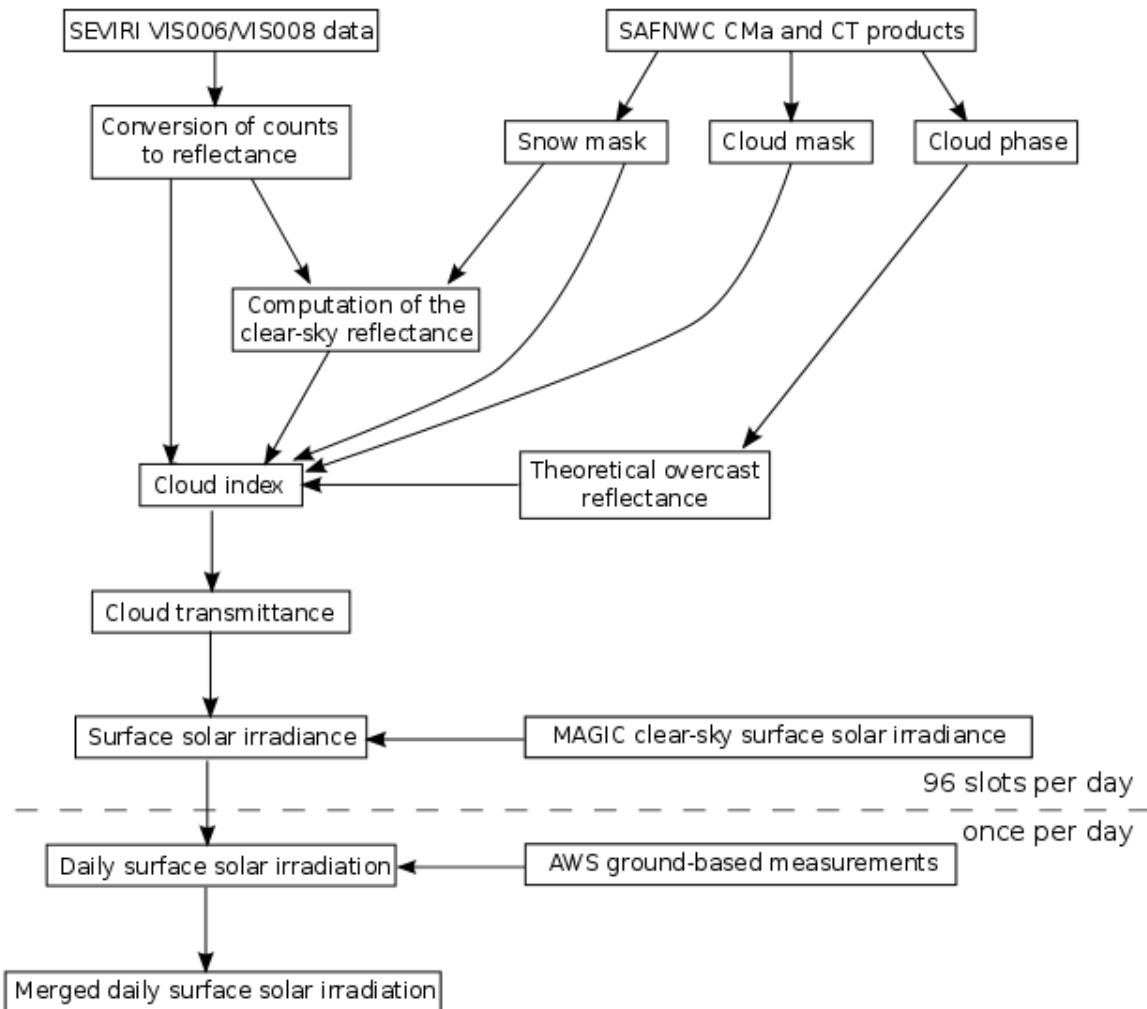 SEVIRI VIS006/VIS008 data
SAFNWC CMa and CT products
Conversion of counts
to reflectance
Snow mask
Cloud mask
Cloud phase
Computation of the
clear-sky reflectance
Theoretical overcast
reflectance
Cloud index
Cloud transmittance
Surface solar irradiance
MAGIC clear-sky surface solar irradiance
96 slots per day
once per day
Daily surface solar irradiation
AWS ground-based measurements
Merged daily surface solar irradiation